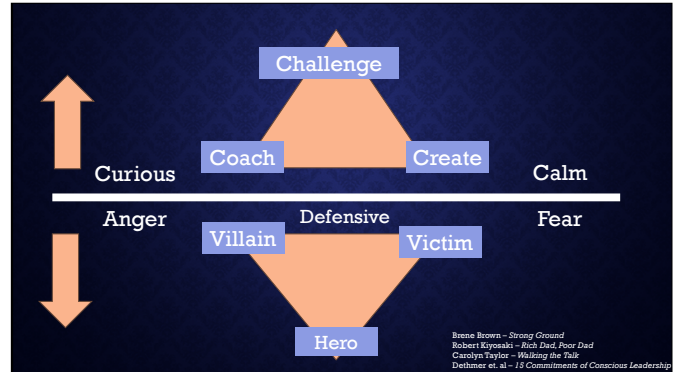 Challenge
Coach
Create
Curious
Calm
Anger
Defensive
Fear
Villain
Victim
Hero
Brene Brown – Strong Ground
Robert Kiyosaki – Rich Dad, Poor Dad
Carolyn Taylor – Walking the Talk
Dethmer et. al – 15 Commitments of Conscious Leadership